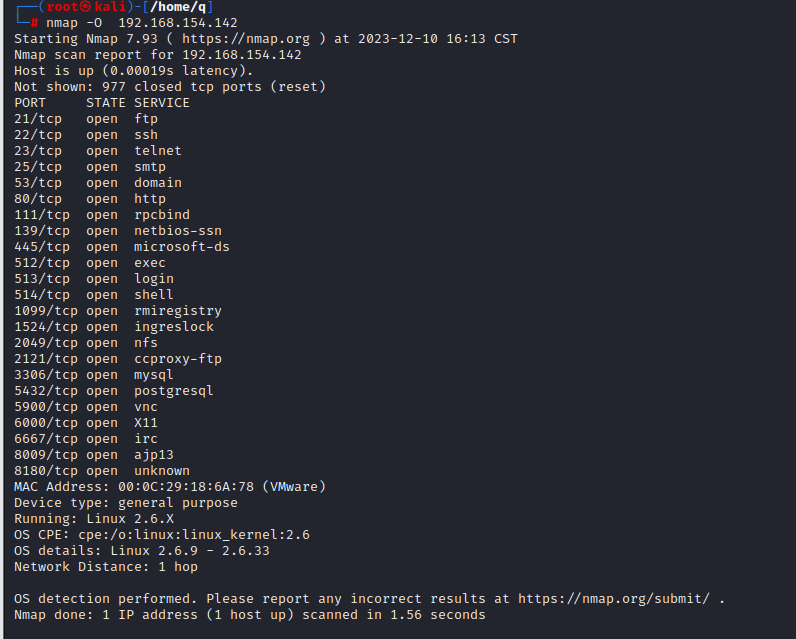 ┌──(root㉿kali)-[/home/q]
└─# nmap -O  192.168.154.142
Starting Nmap 7.93 ( https://nmap.org ) at 2023-12-10 16:13 CST
Nmap scan report for 192.168.154.142
Host is up (0.00019s latency).
Not shown: 977 closed tcp ports (reset)
PORT     STATE SERVICE
21/tcp   open  ftp
22/tcp   open  ssh
23/tcp   open  telnet
25/tcp   open  smtp
53/tcp   open  domain
80/tcp   open  http
111/tcp  open  rpcbind
139/tcp  open  netbios-ssn
445/tcp  open  microsoft-ds
512/tcp  open  exec
513/tcp  open  login
514/tcp  open  shell
1099/tcp open  rmiregistry
1524/tcp open  ingreslock
2049/tcp open  nfs
2121/tcp open  ccproxy-ftp
3306/tcp open  mysql
5432/tcp open  postgresql
5900/tcp open  vnc
6000/tcp open  X11
6667/tcp open  irc
8009/tcp open  ajp13
8180/tcp open  unknown
MAC Address: 00:0C:29:18:6A:78 (VMware)
Device type: general purpose
Running: Linux 2.6.X
OS CPE: cpe:/o:linux:linux_kernel:2.6
OS details: Linux 2.6.9 - 2.6.33
Network Distance: 1 hop

OS detection performed. Please report any incorrect results at https://nmap.org/submit/ .
Nmap done: 1 IP address (1 host up) scanned in 1.56 seconds